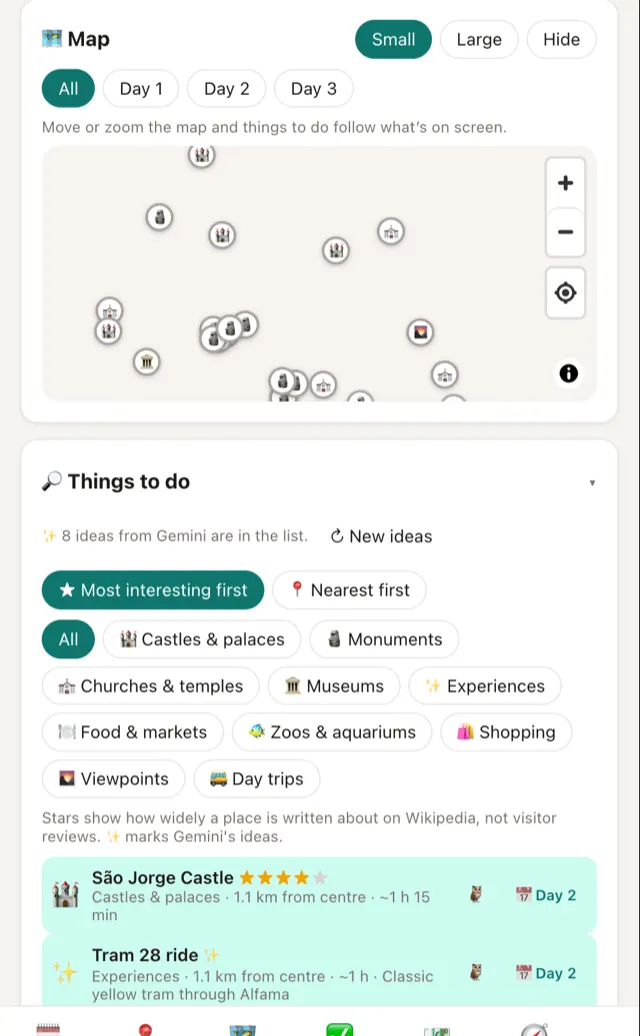 Map
Small
Large
Hide
All
Day 1
Day 2
Day 3
Move or zoom the map and things to do follow what's on screen.
+
−
i
Things to do
▾
✨ 8 ideas from Gemini are in the list.
↻ New ideas
★ Most interesting first
📍 Nearest first
All
Castles & palaces
Monuments
Churches & temples
Museums
Experiences
Food & markets
Zoos & aquariums
Shopping
Viewpoints
Day trips
Stars show how widely a place is written about on Wikipedia, not visitor
reviews. ✨ marks Gemini's ideas.
São Jorge Castle ★★★★★
Castles & palaces · 1.1 km from centre · ~1 h 15
min
Day 2
Tram 28 ride ✨
Experiences · 1.1 km from centre · ~1 h · Classic
yellow tram through Alfama
Day 2